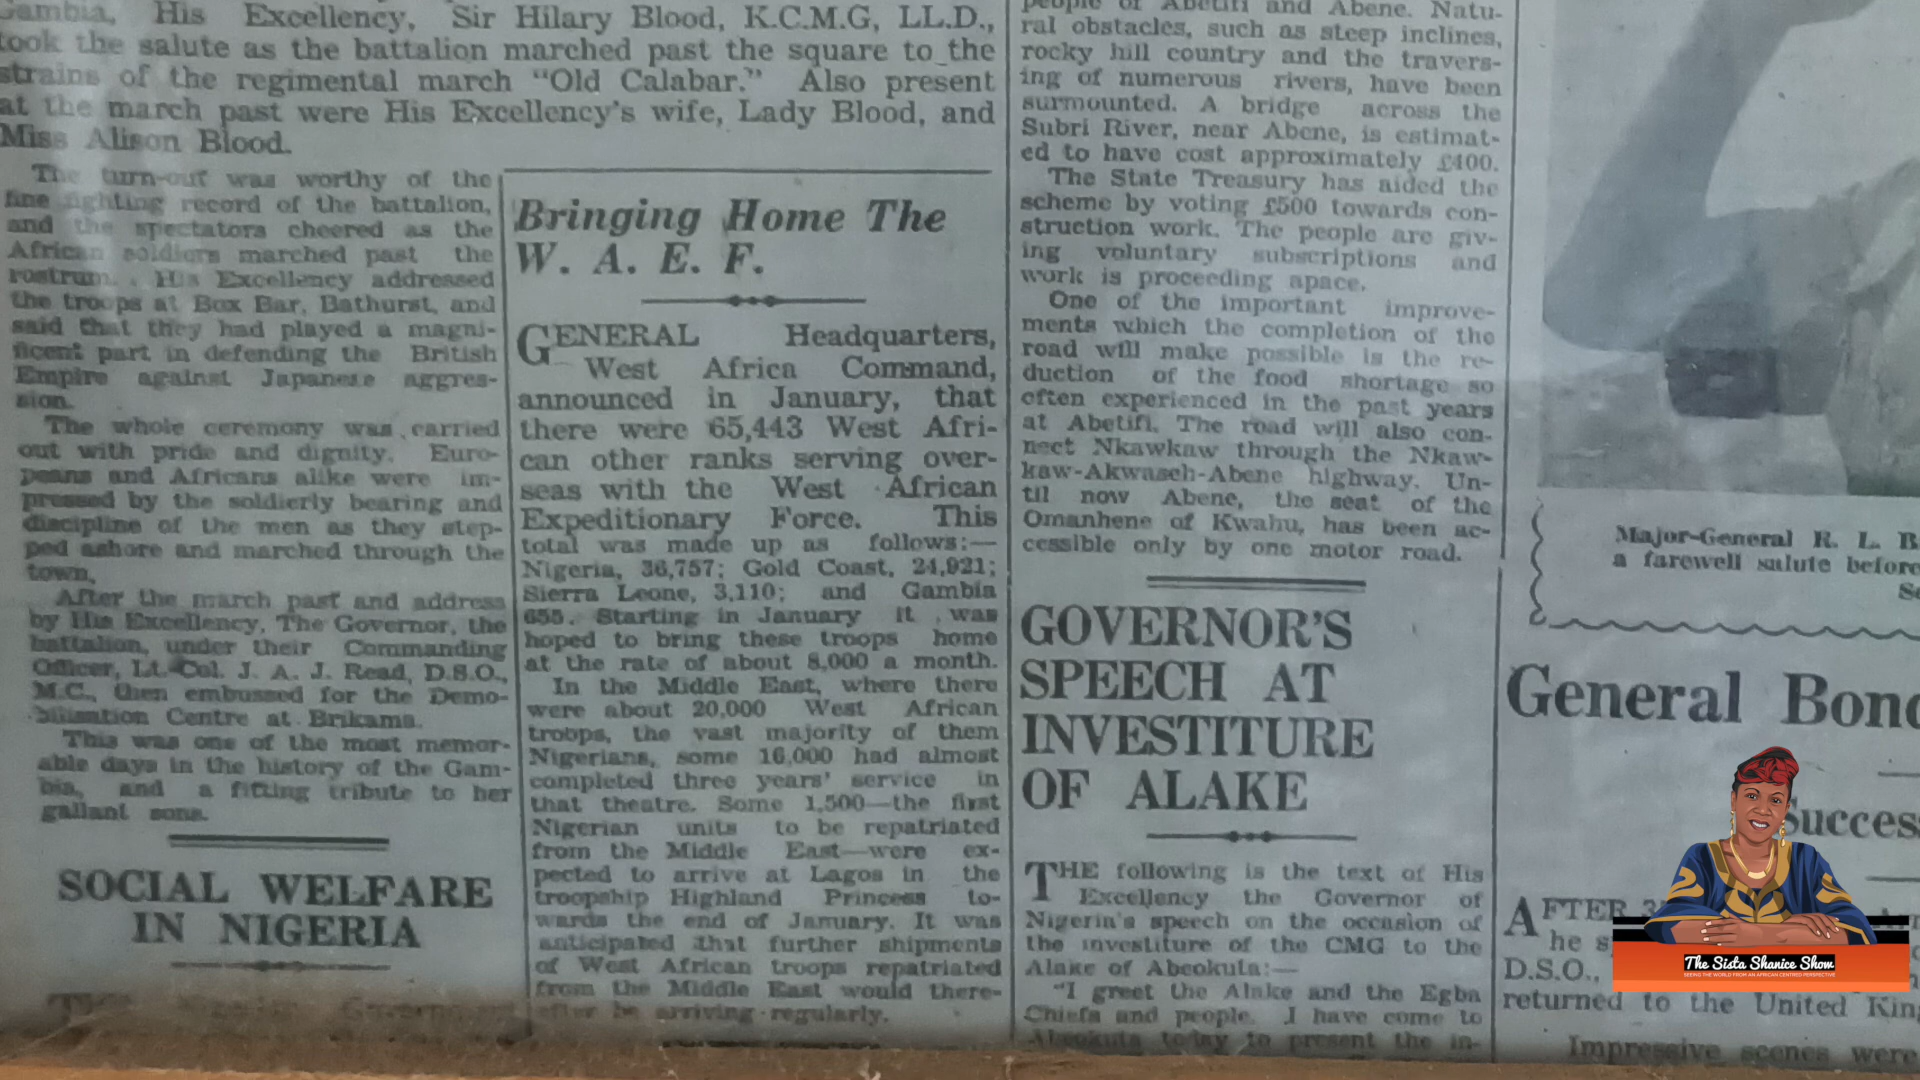 Gambia, His Excellency, Sir Hilary Blood, K.C.M.G, LL.D.,
took the salute as the battalion marched past the square to the
strains of the regimental march “Old Calabar.” Also present
at the march past were His Excellency’s wife, Lady Blood, and
Miss Alison Blood.
The turn-out was worthy of the
fine fighting record of the battalion,
and the spectators cheered as the
African soldiers marched past the
rostrum. His Excellency addressed
the troops at Box Bar, Bathurst, and
said that they had played a magni-
ficent part in defending the British
Empire against Japanese aggres-
sion.
The whole ceremony was carried
out with pride and dignity. Euro-
peans and Africans alike were im-
pressed by the soldierly bearing and
discipline of the men as they step-
ped ashore and marched through the
town.
After the march past and address
by His Excellency, The Governor, the
battalion, under their Commanding
Officer, Lt.-Col. J. A. J. Read, D.S.O.,
M.C., then embussed for the Demo-
bilisation Centre at Brikama.
This was one of the most memor-
able days in the history of the Gam-
bia, and a fitting tribute to her
gallant sons.
SOCIAL WELFARE
IN NIGERIA
Bringing Home The
W. A. E. F.
GENERAL Headquarters,
West Africa Command,
announced in January, that
there were 65,443 West Afri-
can other ranks serving over-
seas with the West African
Expeditionary Force. This
total was made up as follows:—
Nigeria, 36,757; Gold Coast, 24,921;
Sierra Leone, 3,110; and Gambia
655. Starting in January it was
hoped to bring these troops home
at the rate of about 8,000 a month.
In the Middle East, where there
were about 20,000 West African
troops, the vast majority of them
Nigerians, some 16,000 had almost
completed three years’ service in
that theatre. Some 1,500—the first
Nigerian units to be repatriated
from the Middle East—were ex-
pected to arrive at Lagos in the
troopship Highland Princess to-
wards the end of January. It was
anticipated that further shipments
of West African troops repatriated
from the Middle East would there-
after be arriving regularly.
people of Abetifi and Abene. Natu-
ral obstacles, such as steep inclines,
rocky hill country and the travers-
ing of numerous rivers, have been
surmounted. A bridge across the
Subri River, near Abene, is estimat-
ed to have cost approximately £400.
The State Treasury has aided the
scheme by voting £500 towards con-
struction work. The people are giv-
ing voluntary subscriptions and
work is proceeding apace.
One of the important improve-
ments which the completion of the
road will make possible is the re-
duction of the food shortage so
often experienced in the past years
at Abetifi. The road will also con-
nect Nkawkaw through the Nkaw-
kaw-Akwaseh-Abene highway. Un-
til now Abene, the seat of the
Omanhene of Kwahu, has been ac-
cessible only by one motor road.
GOVERNOR’S
SPEECH AT
INVESTITURE
OF ALAKE
THE following is the text of His
Excellency the Governor of
Nigeria’s speech on the occasion of
the investiture of the CMG to the
Alake of Abeokuta:—
“I greet the Alake and the Egba
Chiefs and people. I have come to
Abeokuta today to present the in-
Major-General R. L. B
a farewell salute before
General Bond
Success
AFTER
he s
D.S.O.,
returned to the United King
Impressive scenes were
The Sista Shanice Show
SEEING THE WORLD FROM AN AFRICAN CENTRED PERSPECTIVE